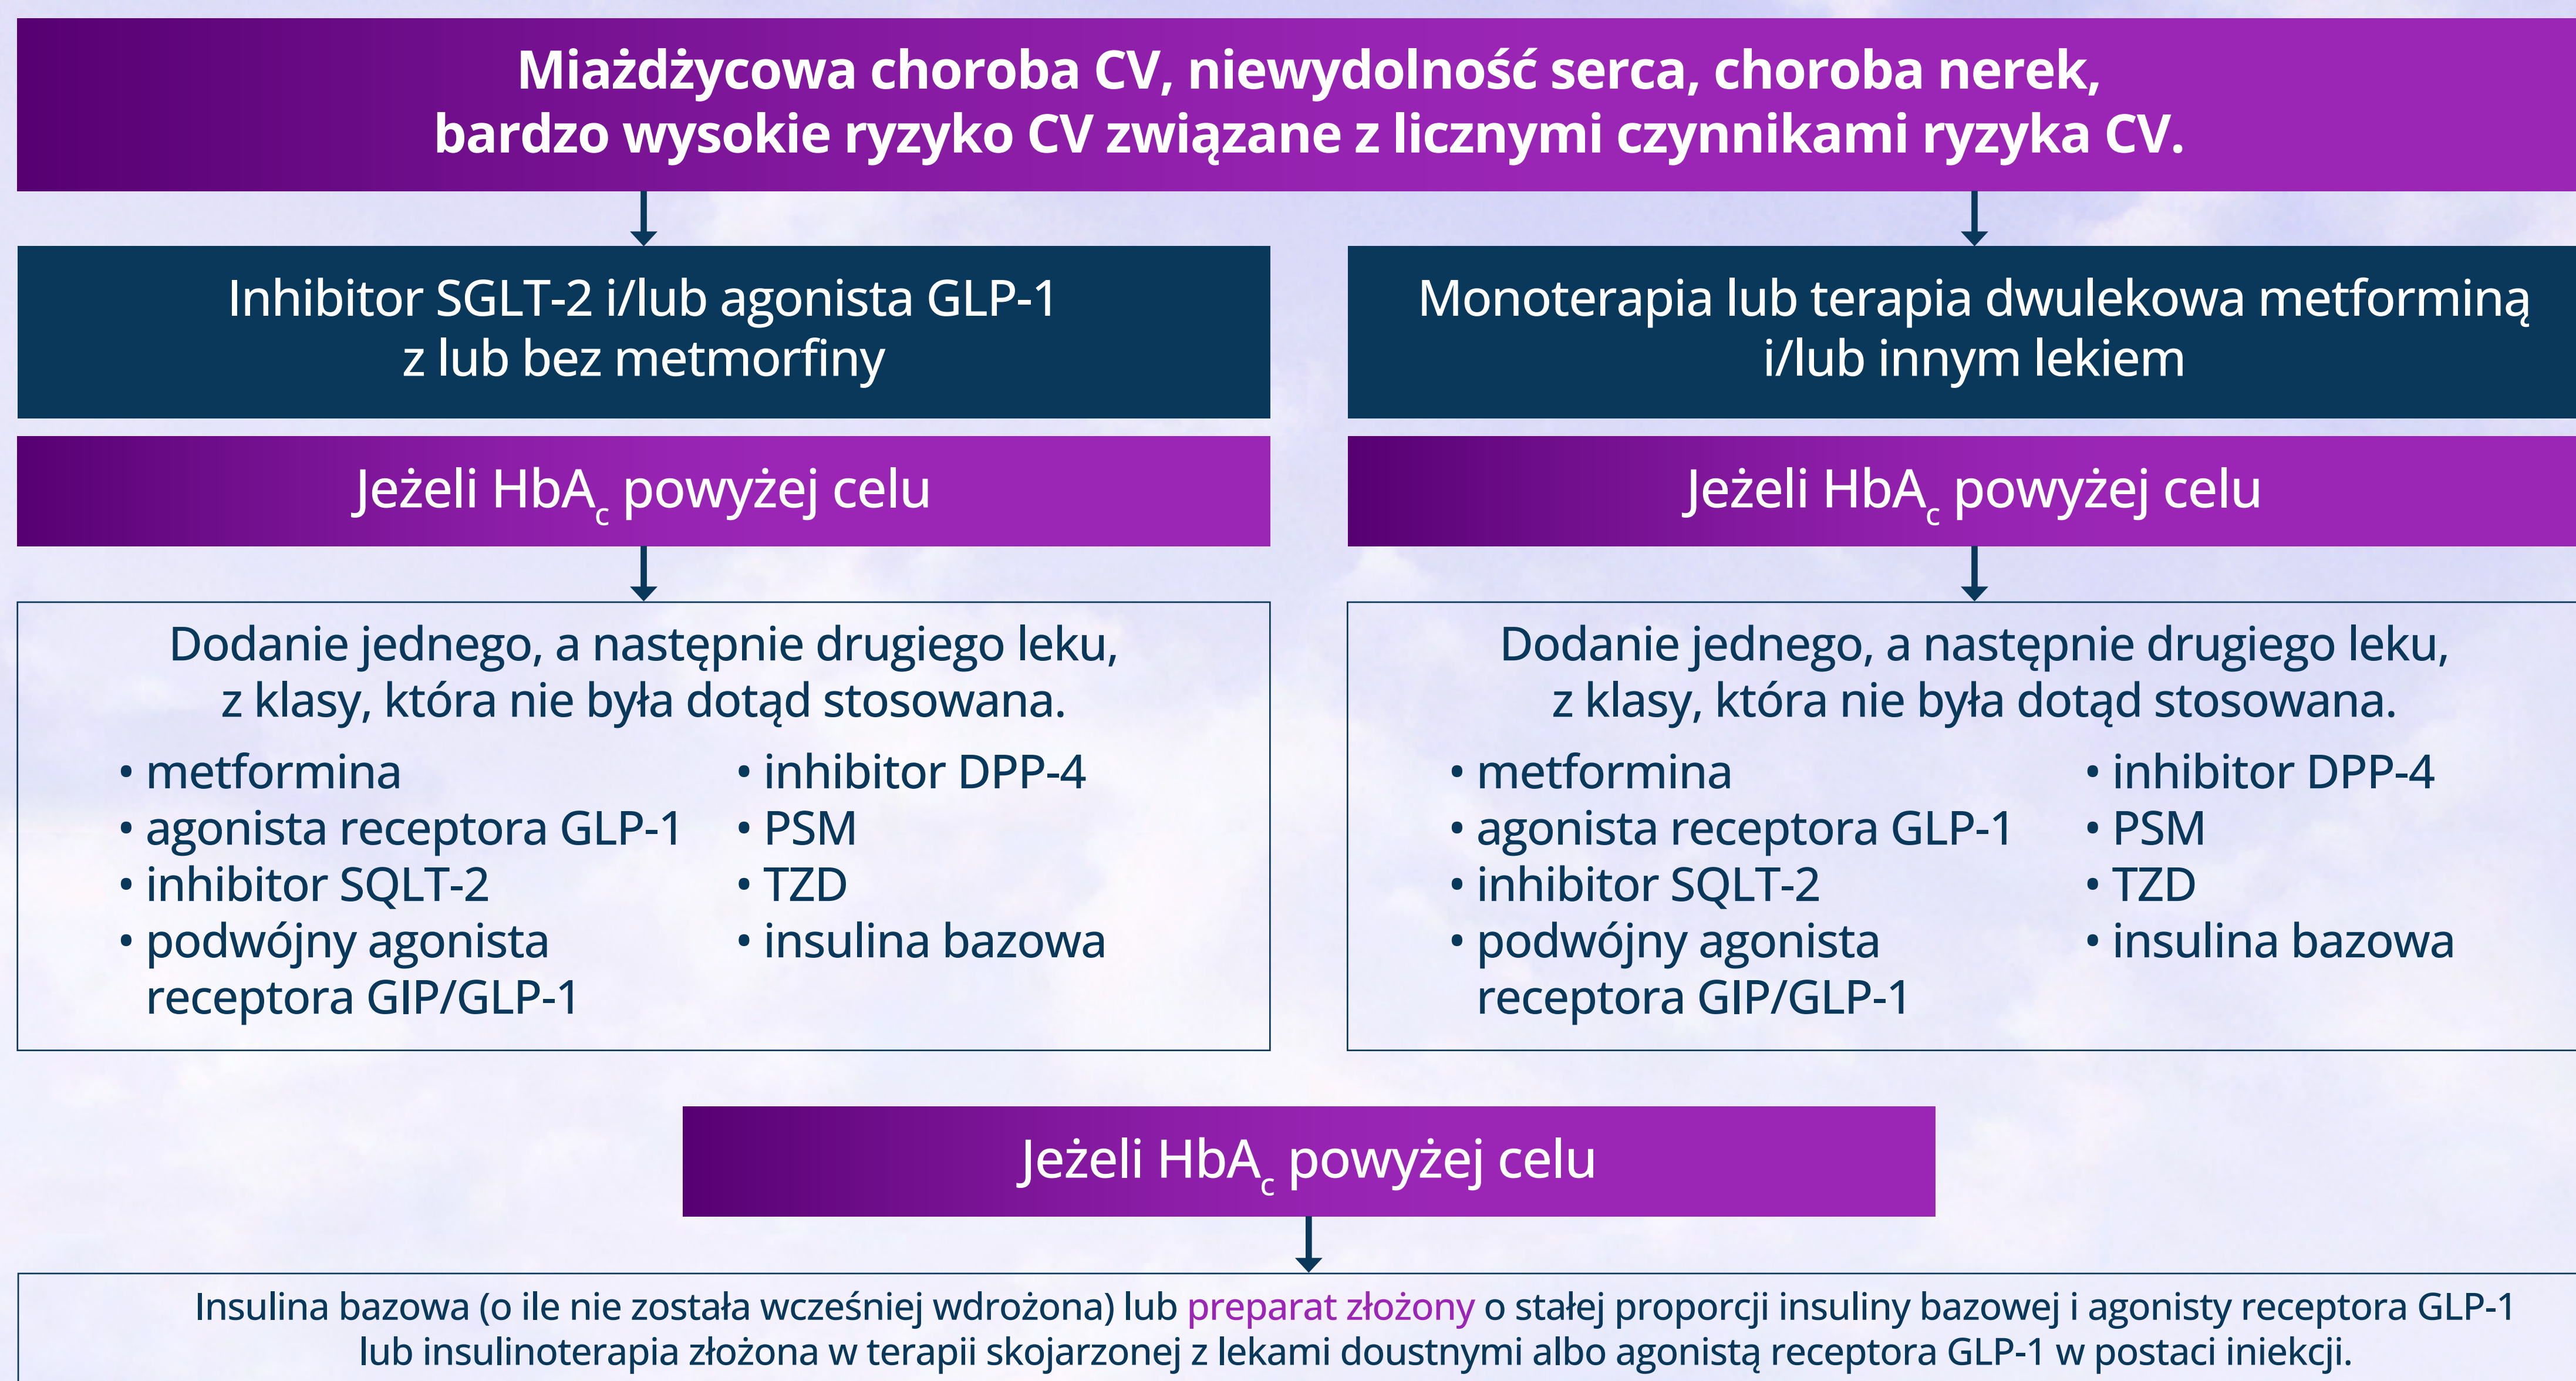 Miażdżycowa choroba CV, niewydolność serca, choroba nerek,
bardzo wysokie ryzyko CV związane z licznymi czynnikami ryzyka CV.
Inhibitor SGLT-2 i/lub agonista GLP-1
z lub bez metmorfiny
Monoterapia lub terapia dwulekowa metforminą
i/lub innym lekiem
Jeżeli HbAc powyżej celu
Jeżeli HbAc powyżej celu
Dodanie jednego, a następnie drugiego leku,
z klasy, która nie była dotąd stosowana.
• metformina
• agonista receptora GLP-1
• inhibitor SQLT-2
• podwójny agonista
receptora GIP/GLP-1
• inhibitor DPP-4
• PSM
• TZD
• insulina bazowa
Dodanie jednego, a następnie drugiego leku,
z klasy, która nie była dotąd stosowana.
• metformina
• agonista receptora GLP-1
• inhibitor SQLT-2
• podwójny agonista
receptora GIP/GLP-1
• inhibitor DPP-4
• PSM
• TZD
• insulina bazowa
Jeżeli HbAc powyżej celu
Insulina bazowa (o ile nie została wcześniej wdrożona) lub preparat złożony o stałej proporcji insuliny bazowej i agonisty receptora GLP-1
lub insulinoterapia złożona w terapii skojarzonej z lekami doustnymi albo agonistą receptora GLP-1 w postaci iniekcji.